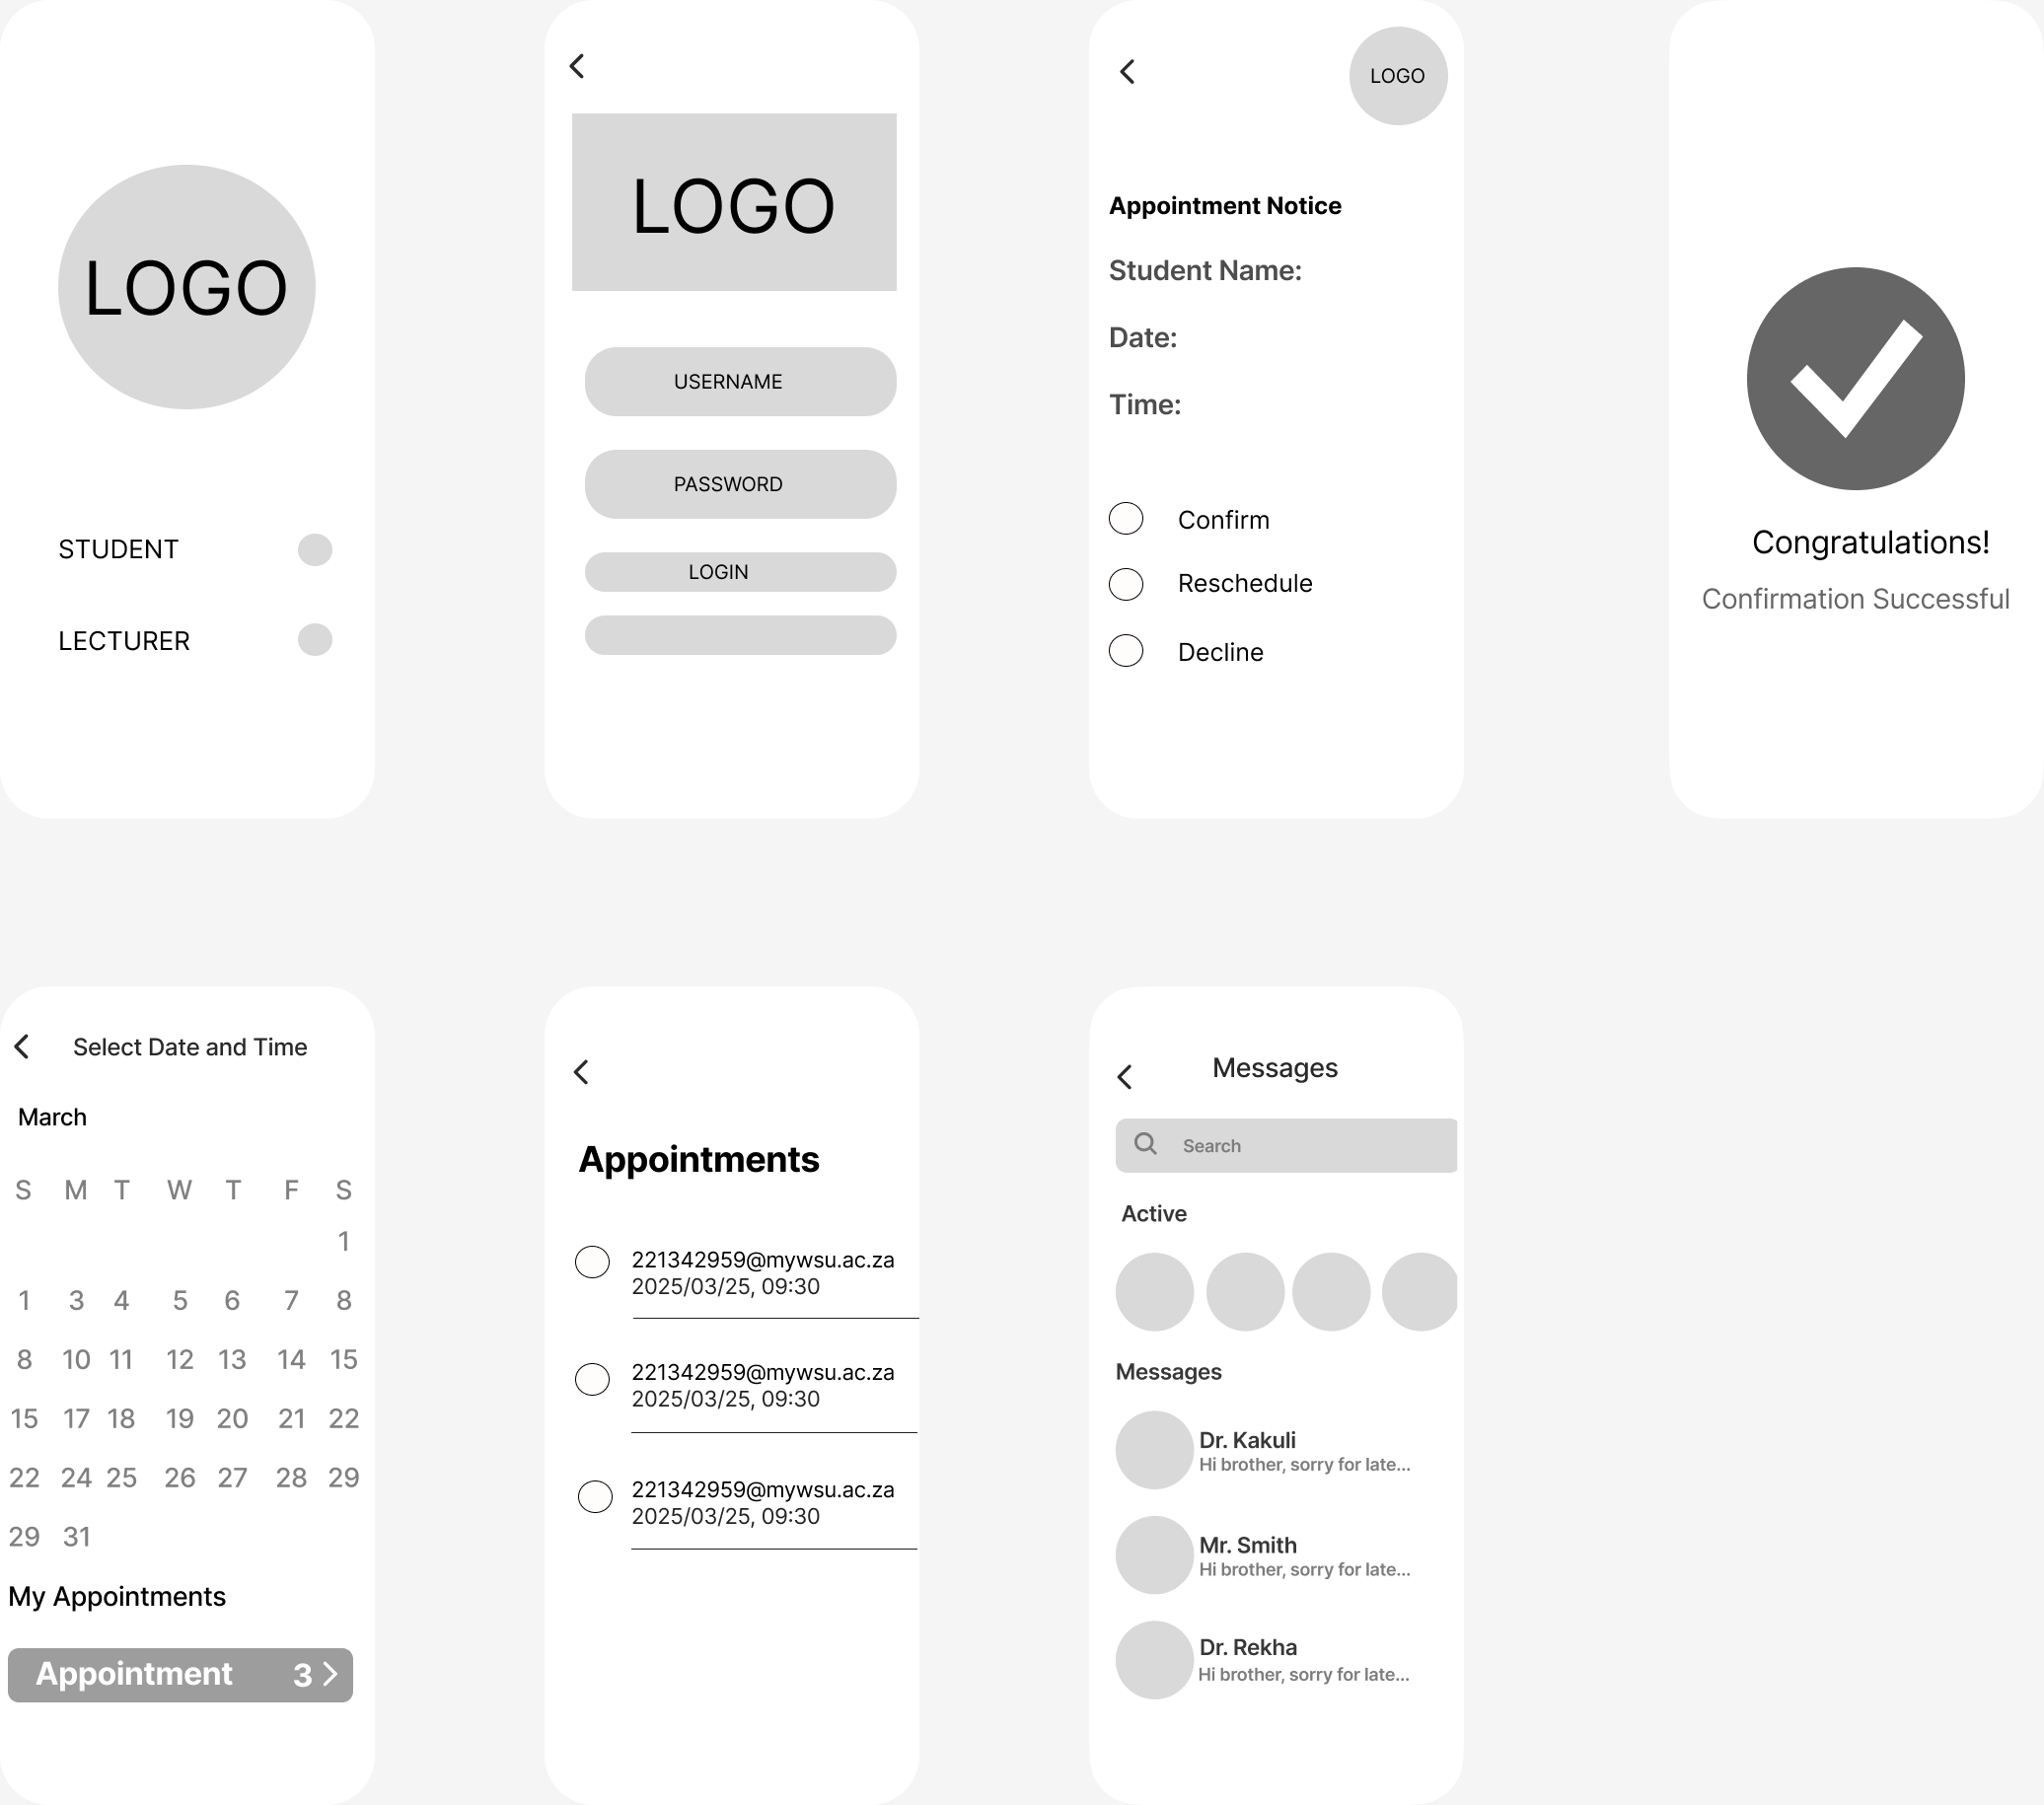 LOGO
STUDENT
LECTURER
LOGO
USERNAME
PASSWORD
LOGIN
LOGO
Appointment Notice
Student Name:
Date:
Time:
Confirm
Reschedule
Decline
Congratulations!
Confirmation Successful
Select Date and Time
March
S M T W T F S
1
1 3 4 5 6 7 8
8 10 11 12 13 14 15
15 17 18 19 20 21 22
22 24 25 26 27 28 29
29 31
My Appointments
Appointment 3
Appointments
221342959@mywsu.ac.za
2025/03/25, 09:30
221342959@mywsu.ac.za
2025/03/25, 09:30
221342959@mywsu.ac.za
2025/03/25, 09:30
Messages
Search
Active
Messages
Dr. Kakuli
Hi brother, sorry for late...
Mr. Smith
Hi brother, sorry for late...
Dr. Rekha
Hi brother, sorry for late...